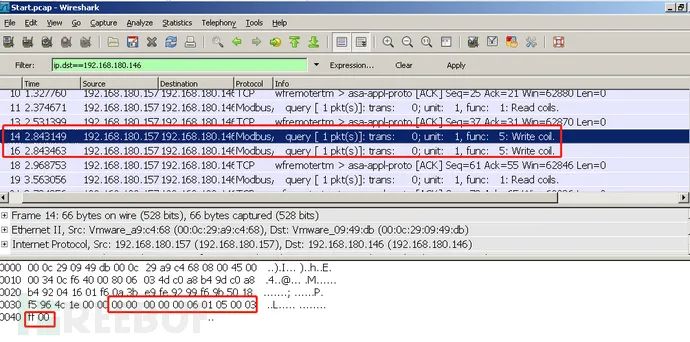 Start.pcap - Wireshark
File Edit View Go Capture Analyze Statistics Telephony Tools Help
Filter: ip.dst==192.168.180.146 Expression... Clear Apply
Time Source Destination Protocol Info
10 1.327760 192.168.180.157 192.168.180.146 TCP wfremotertm > asa-appl-proto [ACK] Seq=25 Ack=21 Win=62880 Len=0
11 2.374671 192.168.180.157 192.168.180.146 Modbus, query [ 1 pkt(s)]: trans: 0; unit: 1, func: 1: Read coils.
13 2.531399 192.168.180.157 192.168.180.146 TCP wfremotertm > asa-appl-proto [ACK] Seq=37 Ack=31 Win=62870 Len=0
14 2.843149 192.168.180.157 192.168.180.146 Modbus, query [ 1 pkt(s)]: trans: 0; unit: 1, func: 5: Write coil.
16 2.843463 192.168.180.157 192.168.180.146 Modbus, query [ 1 pkt(s)]: trans: 0; unit: 1, func: 5: Write coil.
18 2.968753 192.168.180.157 192.168.180.146 TCP wfremotertm > asa-appl-proto [ACK] Seq=61 Ack=55 Win=62846 Len=0
19 3.563056 192.168.180.157 192.168.180.146 Modbus, query [ 1 pkt(s)]: trans: 0; unit: 1, func: 1: Read coils.
Frame 14: 66 bytes on wire (528 bits), 66 bytes captured (528 bits)
Ethernet II, Src: Vmware_a9:c4:68 (00:0c:29:a9:c4:68), Dst: Vmware_09:49:db (00:0c:29:09:49:db)
Internet Protocol, Src: 192.168.180.157 (192.168.180.157), Dst: 192.168.180.146 (192.168.180.146)
0000 00 0c 29 09 49 db 00 0c 29 a9 c4 68 08 00 45 00 ..).I... )..h..E.
0010 00 34 0c f6 40 00 80 06 03 4d c0 a8 b4 9d c0 a8 .4..@... .M......
0020 b4 92 04 16 01 f6 0a 3b e9 fe 92 99 f6 9b 50 18 .......; ......P.
0030 f5 96 4c 1e 00 00 00 00 00 00 00 06 01 05 00 03 ..L..... ........
0040 ff 00 ..
REEBUF